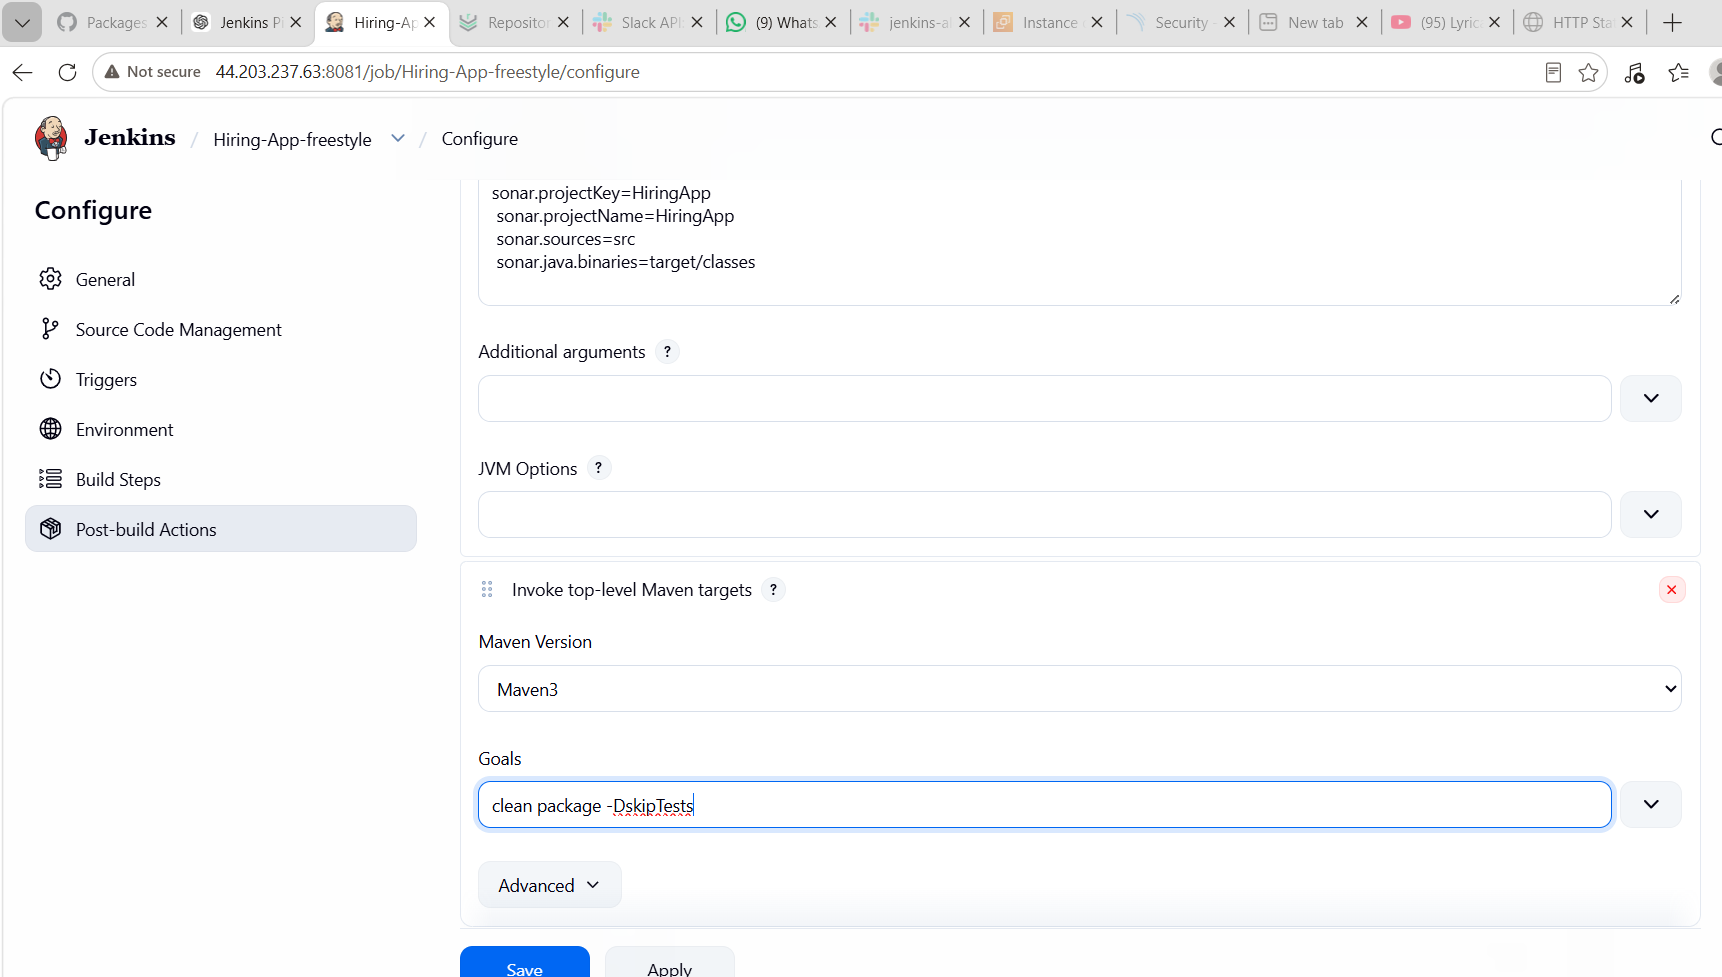 Packages
Jenkins Pi
Hiring-Ap
Repositor
Slack API
(9) Whats
jenkins-al
Instance
Security -
New tab
(95) Lyric
HTTP Sta
Not secure 44.203.237.63:8081/job/Hiring-App-freestyle/configure
Jenkins / Hiring-App-freestyle / Configure
Configure
General
Source Code Management
Triggers
Environment
Build Steps
Post-build Actions
sonar.projectKey=HiringApp
sonar.projectName=HiringApp
sonar.sources=src
sonar.java.binaries=target/classes
Additional arguments ?
JVM Options ?
Invoke top-level Maven targets ?
Maven Version
Maven3
Goals
clean package -DskipTests
Advanced
Save
Apply